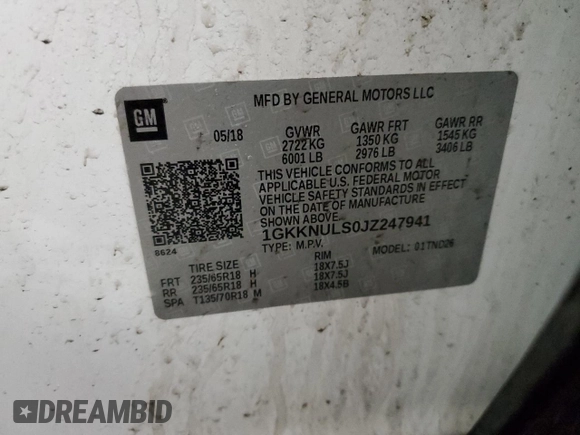 GM
MFD BY GENERAL MOTORS LLC
05/18 GVWR GAWR FRT GAWR RR
2722 KG 1350 KG 1545 KG
6001 LB 2976 LB 3406 LB
THIS VEHICLE CONFORMS TO ALL
APPLICABLE U.S. FEDERAL MOTOR
VEHICLE SAFETY STANDARDS IN EFFECT
ON THE DATE OF MANUFACTURE
SHOWN ABOVE.
1GKKNULS0JZ247941
8624
TYPE: M.P.V. MODEL: 01TND26
TIRE SIZE RIM
FRT 235/65R18 H 18X7.5J
RR 235/65R18 H 18X7.5J
SPA T135/70R18 M 18X4.5B
DREAMBID